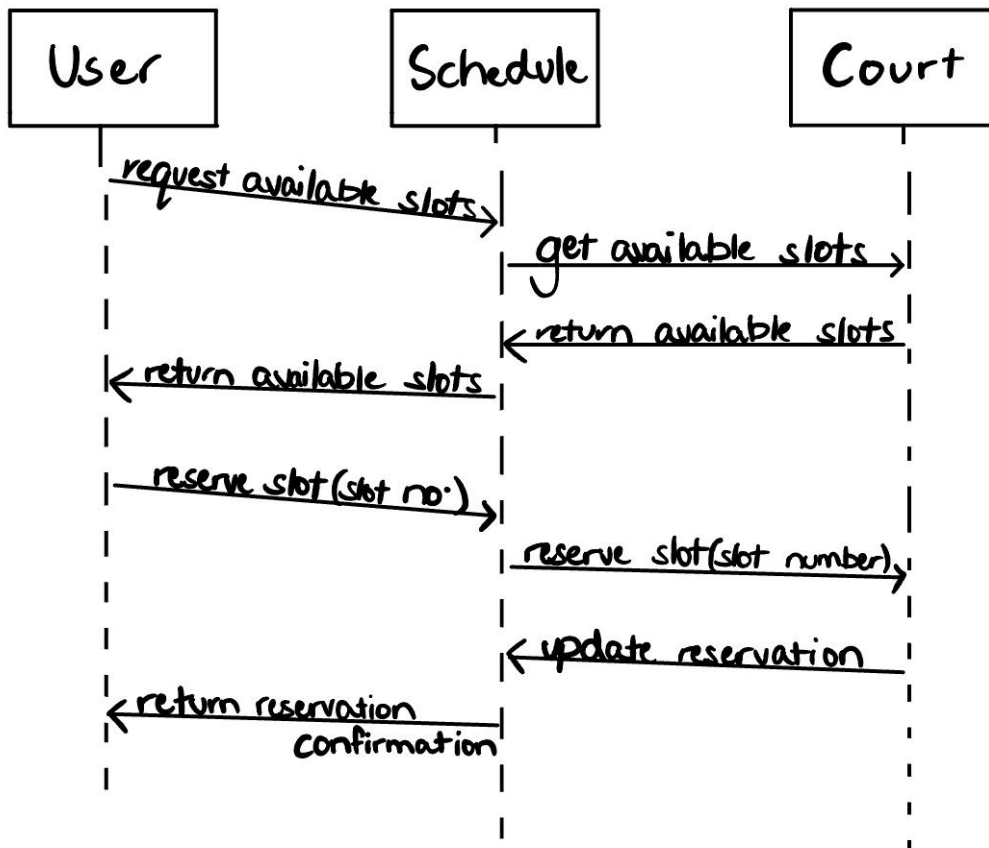 User
Schedule
Court
request available slots
get available slots
return available slots
return available slots
reserve slot(slot no.)
reserve slot(slot number)
update reservation
return reservation
confirmation